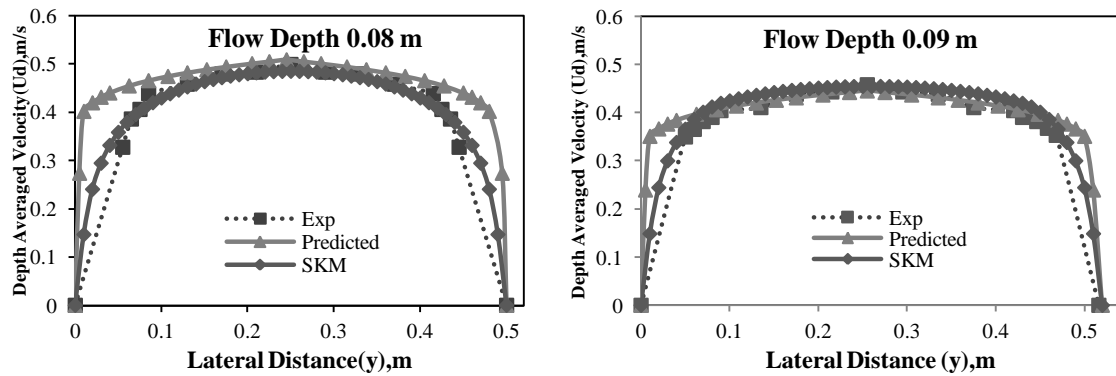 Flow Depth 0.08 m
Depth Averaged Velocity (Ud),m/s
0.6
0.5
0.4
0.3
0.2
0.1
0
Exp
Predicted
SKM
0
0.1
0.2
0.3
0.4
0.5
Lateral Distance(y),m
Flow Depth 0.09 m
Depth Averaged Velocity (Ud),m/s
0.6
0.5
0.4
0.3
0.2
0.1
0
Exp
Predicted
SKM
0
0.1
0.2
0.3
0.4
0.5
Lateral Distance (y),m